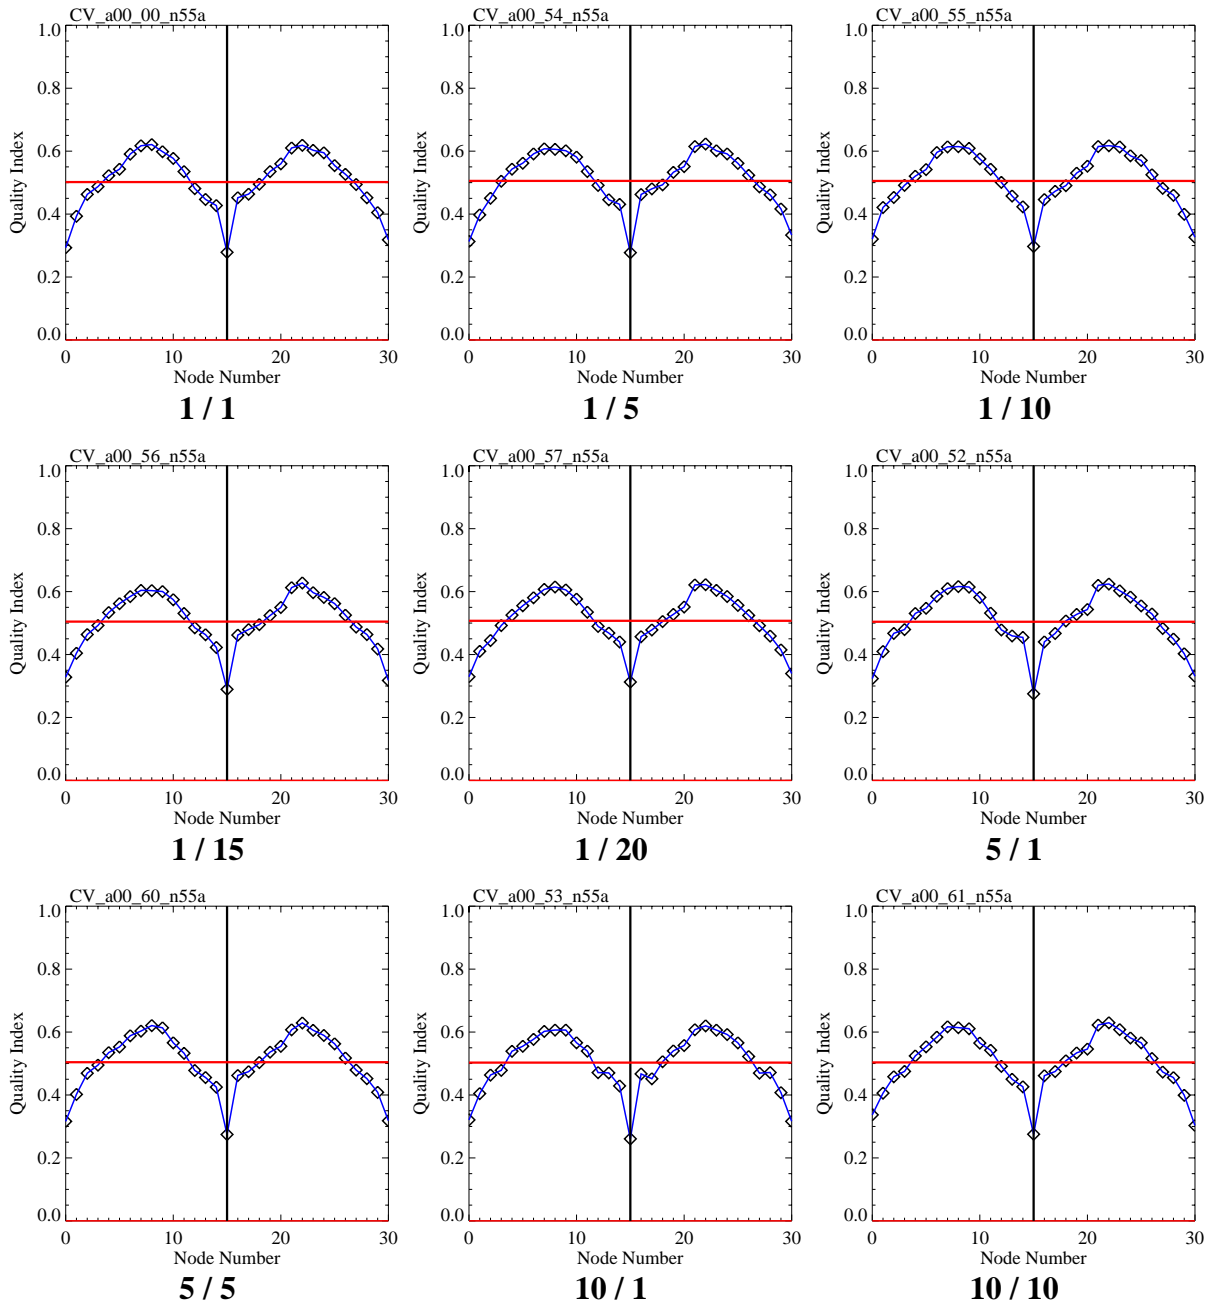 CV_a00_00_n55a
1.0
0.8
0.6
0.4
0.2
0.0
Quality Index
0 10 20 30
Node Number
1 / 1
CV_a00_54_n55a
1.0
0.8
0.6
0.4
0.2
0.0
Quality Index
0 10 20 30
Node Number
1 / 5
CV_a00_55_n55a
1.0
0.8
0.6
0.4
0.2
0.0
Quality Index
0 10 20 30
Node Number
1 / 10
CV_a00_56_n55a
1.0
0.8
0.6
0.4
0.2
0.0
Quality Index
0 10 20 30
Node Number
1 / 15
CV_a00_57_n55a
1.0
0.8
0.6
0.4
0.2
0.0
Quality Index
0 10 20 30
Node Number
1 / 20
CV_a00_52_n55a
1.0
0.8
0.6
0.4
0.2
0.0
Quality Index
0 10 20 30
Node Number
5 / 1
CV_a00_60_n55a
1.0
0.8
0.6
0.4
0.2
0.0
Quality Index
0 10 20 30
Node Number
5 / 5
CV_a00_53_n55a
1.0
0.8
0.6
0.4
0.2
0.0
Quality Index
0 10 20 30
Node Number
10 / 1
CV_a00_61_n55a
1.0
0.8
0.6
0.4
0.2
0.0
Quality Index
0 10 20 30
Node Number
10 / 10